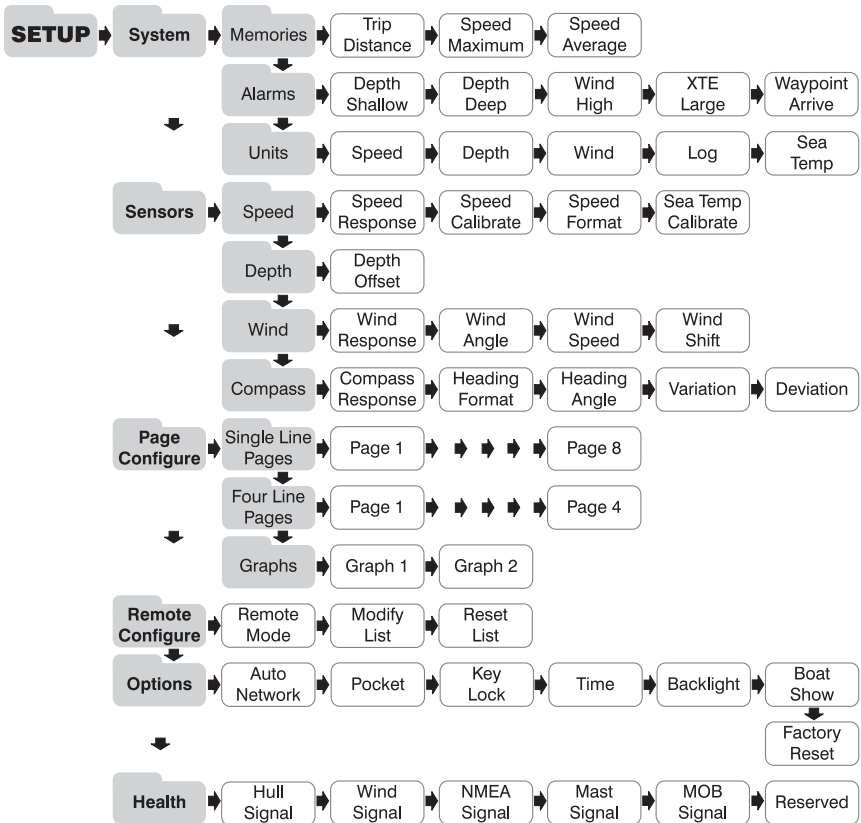 SETUP
System
Memories
Trip
Distance
Speed
Maximum
Speed
Average
Alarms
Depth
Shallow
Depth
Deep
Wind
High
XTE
Large
Waypoint
Arrive
Units
Speed
Depth
Wind
Log
Sea
Temp
Sensors
Speed
Speed
Response
Speed
Calibrate
Speed
Format
Sea Temp
Calibrate
Depth
Depth
Offset
Wind
Wind
Response
Wind
Angle
Wind
Speed
Wind
Shift
Compass
Compass
Response
Heading
Format
Heading
Angle
Variation
Deviation
Page
Configure
Single Line
Pages
Page 1
Page 8
Four Line
Pages
Page 1
Page 4
Graphs
Graph 1
Graph 2
Remote
Configure
Remote
Mode
Modify
List
Reset
List
Options
Auto
Network
Pocket
Key
Lock
Time
Backlight
Boat
Show
Factory
Reset
Health
Hull
Signal
Wind
Signal
NMEA
Signal
Mast
Signal
MOB
Signal
Reserved